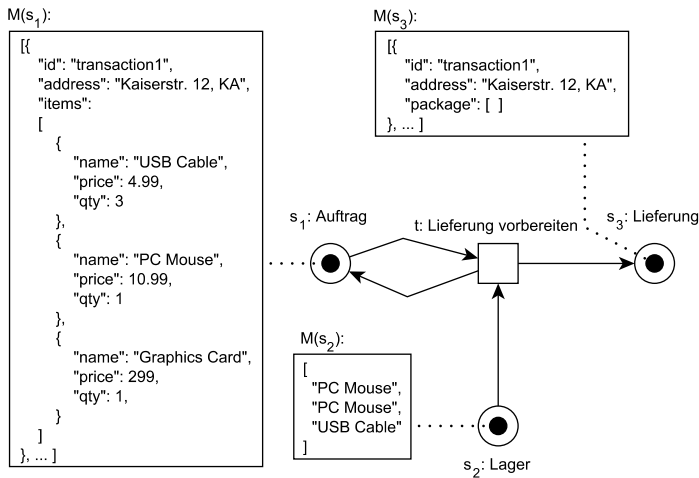 M(s1):
[{
"id": "transaction1",
"address": "Kaiserstr. 12, KA",
"items":
[
{
"name": "USB Cable",
"price": 4.99,
"qty": 3
},
{
"name": "PC Mouse",
"price": 10.99,
"qty": 1
},
{
"name": "Graphics Card",
"price": 299,
"qty": 1,
}
]
}, ... ]
M(s3):
[{
"id": "transaction1",
"address": "Kaiserstr. 12, KA",
"package": [ ]
}, ... ]
s1: Auftrag
t: Lieferung vorbereiten
s3: Lieferung
M(s2):
[
"PC Mouse",
"PC Mouse",
"USB Cable"
]
s2: Lager